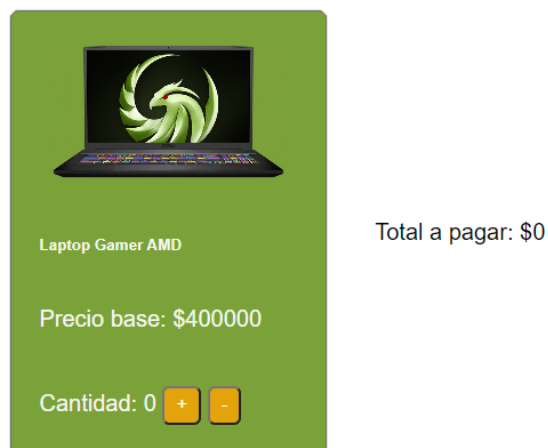 Laptop Gamer AMD
Total a pagar: $0
Precio base: $400000
Cantidad: 0 + -